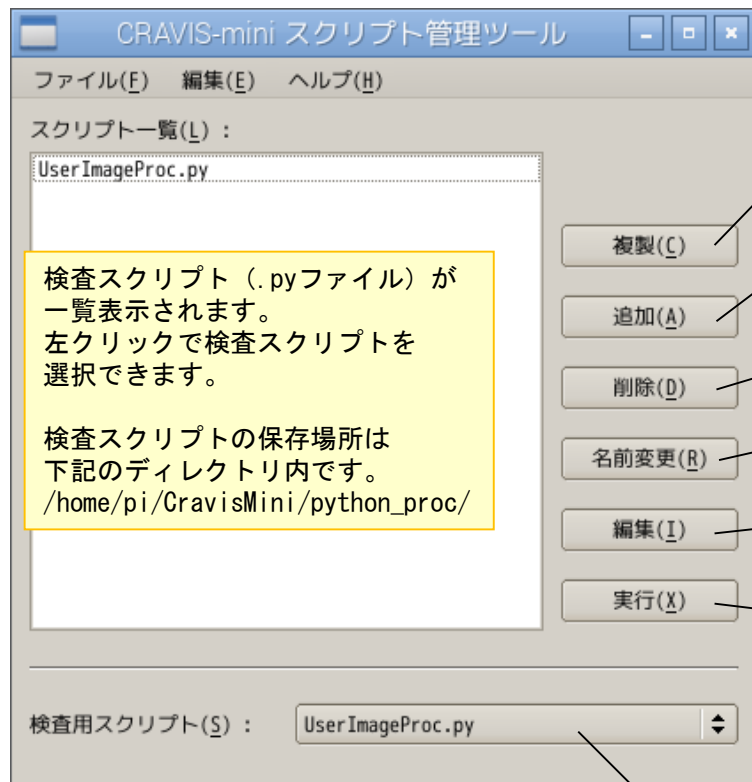 CRAVIS-mini スクリプト管理ツール
ファイル(F) 編集(E) ヘルプ(H)
スクリプト一覧(L) :
UserImageProc.py
検査スクリプト（.pyファイル）が
一覧表示されます。
左クリックで検査スクリプトを
選択できます。
検査スクリプトの保存場所は
下記のディレクトリ内です。
/home/pi/CravisMini/python_proc/
複製(C)
追加(A)
削除(D)
名前変更(R)
編集(I)
実行(X)
検査用スクリプト(S) : UserImageProc.py